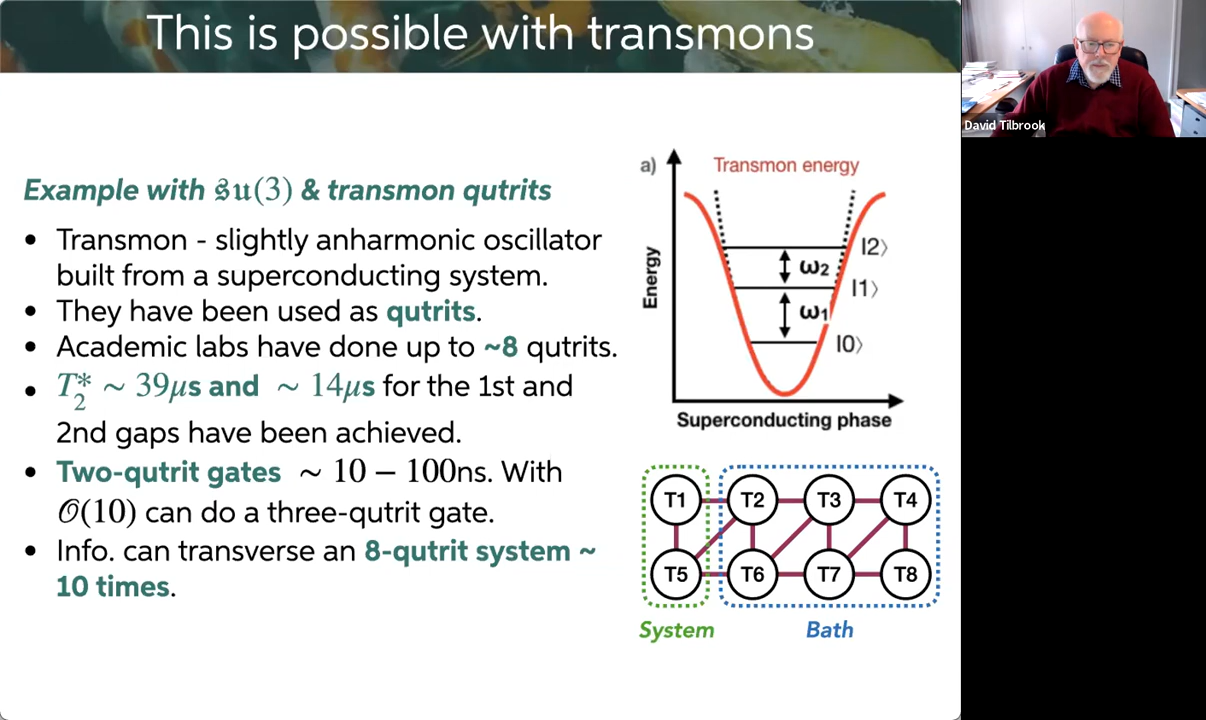 This is possible with transmons
David Tilbrook
Example with 𝔰𝔲(3) & transmon qutrits
• Transmon - slightly anharmonic oscillator
built from a superconducting system.
• They have been used as qutrits.
• Academic labs have done up to ~8 qutrits.
• T₂* ∼ 39μs and ∼ 14μs for the 1st and
2nd gaps have been achieved.
• Two-qutrit gates ∼ 10 − 100ns. With
𝒪(10) can do a three-qutrit gate.
• Info. can transverse an 8-qutrit system ~
10 times.
a)
Transmon energy
Energy
|2⟩
ω₂
|1⟩
ω₁
|0⟩
Superconducting phase
T1 T2 T3 T4
T5 T6 T7 T8
System Bath